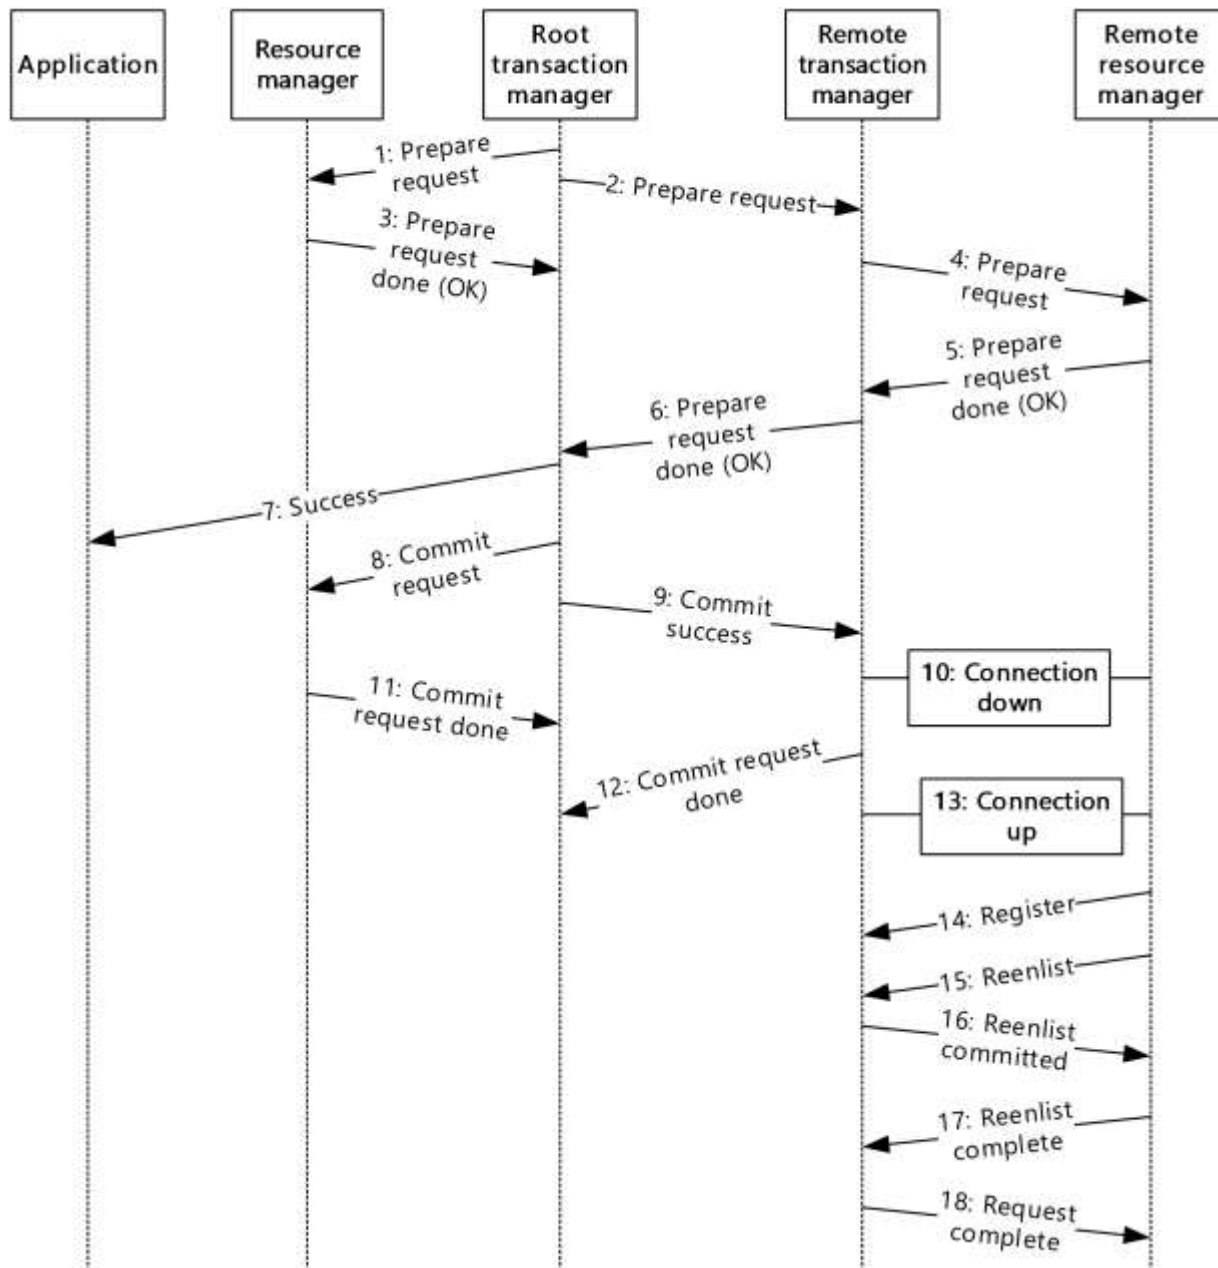 Application
Resource
manager
Root
transaction
manager
Remote
transaction
manager
Remote
resource
manager
1: Prepare
request
2: Prepare request
3: Prepare
request
done (OK)
4: Prepare
request
5: Prepare
request
done (OK)
6: Prepare
request
done (OK)
7: Success
8: Commit
request
9: Commit
success
10: Connection
down
11: Commit
request done
12: Commit request
done
13: Connection
up
14: Register
15: Reenlist
16: Reenlist
committed
17: Reenlist
complete
18: Request
complete